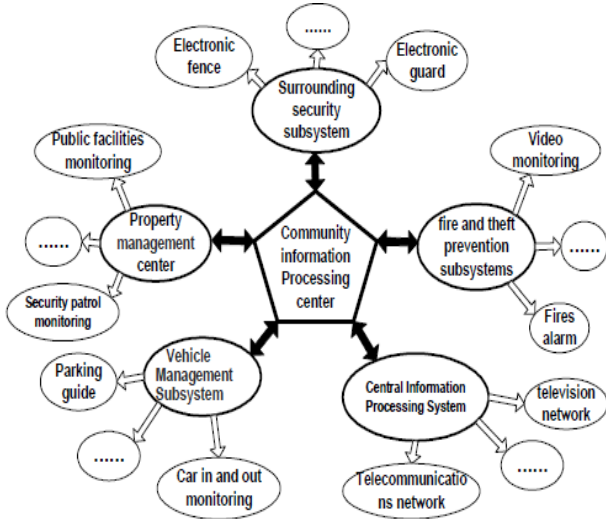 ......
Electronic
fence
Electronic
guard
Surrounding
security
subsystem
Public facilities
monitoring
Video
monitoring
Property
management
center
......
Community
information
Processing
center
fire and theft
prevention
subsystems
......
Security patrol
monitoring
Fires
alarm
Vehicle
Management
Subsystem
Parking
guide
Central Information
Processing System
television
network
......
......
Car in and out
monitoring
Telecommunicatio
ns network